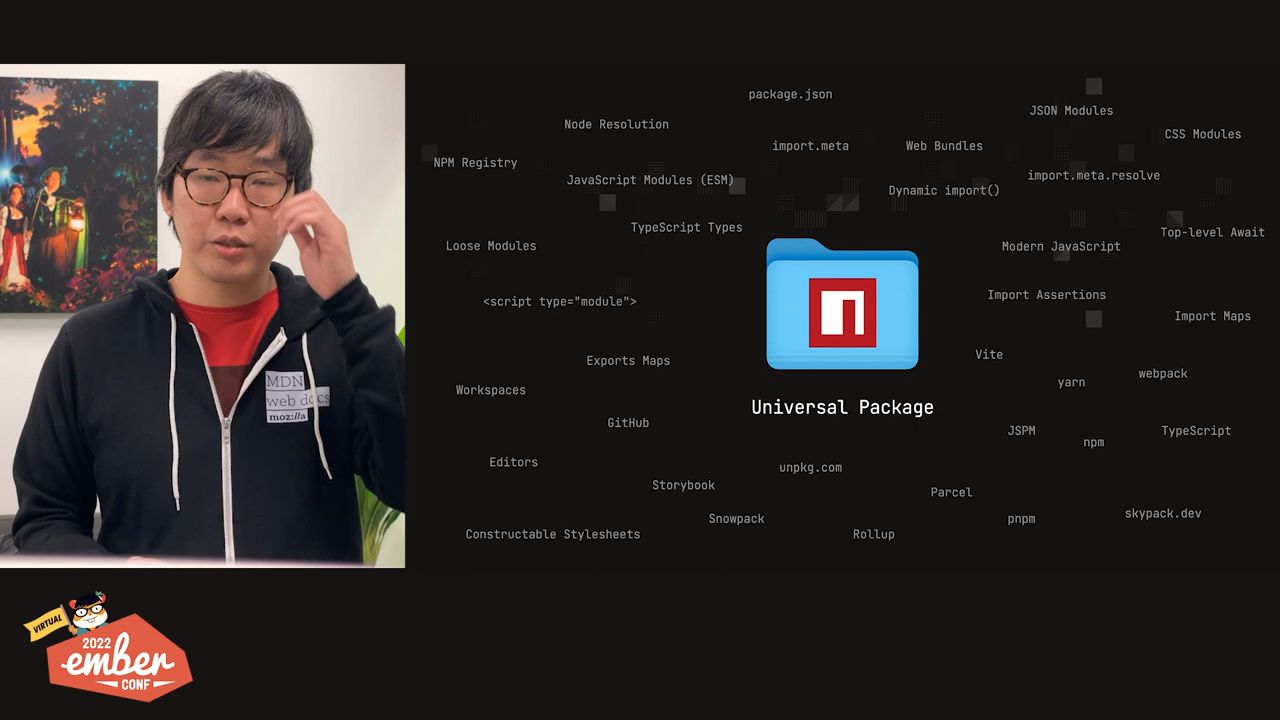 package.json
JSON Modules
Node Resolution
CSS Modules
import.meta
Web Bundles
NPM Registry
import.meta.resolve
JavaScript Modules (ESM)
Dynamic import()
TypeScript Types
Top-level Await
Loose Modules
Modern JavaScript
Import Assertions
<script type="module">
Import Maps
Vite
Exports Maps
webpack
yarn
Workspaces
MDN
web docs
moz://a
Universal Package
GitHub
JSPM
TypeScript
npm
Editors
unpkg.com
Storybook
Parcel
skypack.dev
Snowpack
pnpm
Constructable Stylesheets
Rollup
VIRTUAL
2022
ember
CONF